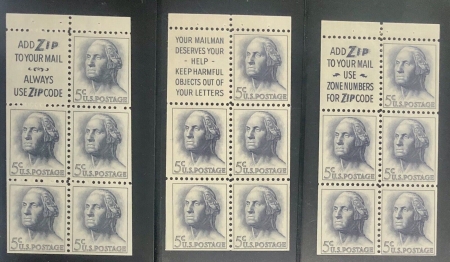 ADD ZIP
TO YOUR MAIL
ALWAYS
USE ZIP CODE
5¢
U.S. POSTAGE
5¢
U.S. POSTAGE
5¢
U.S. POSTAGE
5¢
U.S. POSTAGE
5¢
U.S. POSTAGE
YOUR MAILMAN
DESERVES YOUR
- HELP -
KEEP HARMFUL
OBJECTS OUT OF
YOUR LETTERS
5¢
U.S. POSTAGE
5¢
U.S. POSTAGE
5¢
U.S. POSTAGE
5¢
U.S. POSTAGE
5¢
U.S. POSTAGE
ADD ZIP
TO YOUR MAIL
USE
ZONE NUMBERS
FOR ZIP CODE
5¢
U.S. POSTAGE
5¢
U.S. POSTAGE
5¢
U.S. POSTAGE
5¢
U.S. POSTAGE
5¢
U.S. POSTAGE